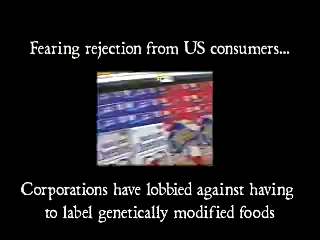 Fearing rejection from US consumers...
Corporations have lobbied against having
to label genetically modified foods